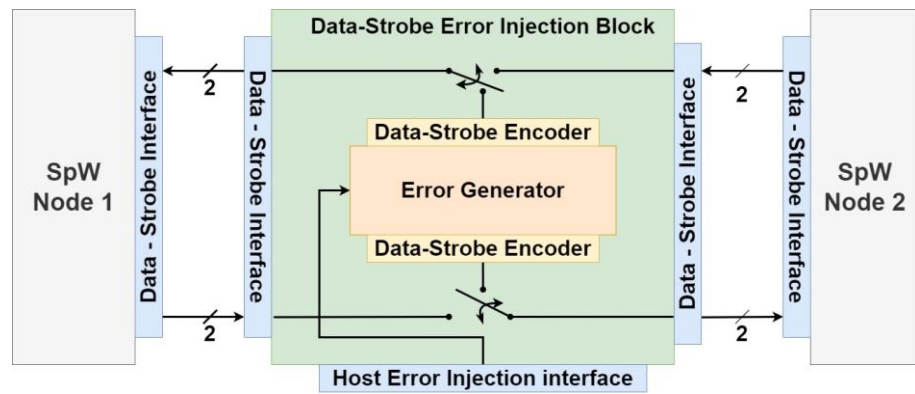 Data-Strobe Error Injection Block
SpW
Node 1
Data - Strobe Interface
2
2
Data - Strobe Interface
Data-Strobe Encoder
Error Generator
Data-Strobe Encoder
Host Error Injection interface
Data - Strobe Interface
2
2
Data - Strobe Interface
SpW
Node 2